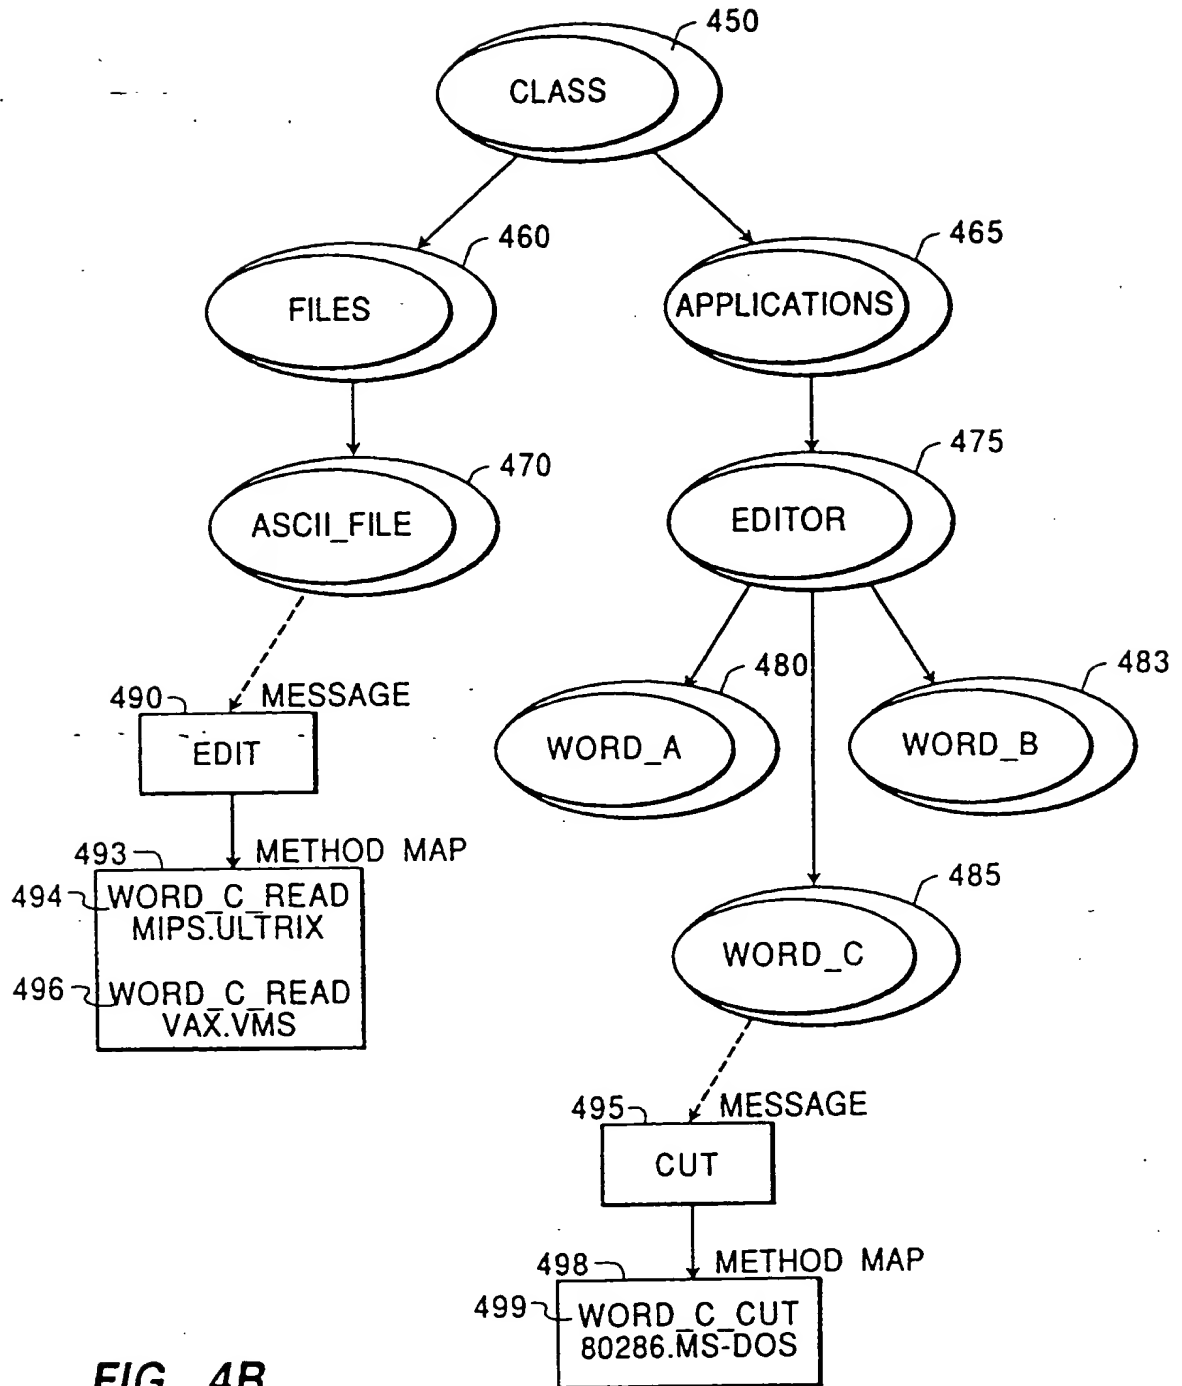 450
CLASS
460
465
FILES
APPLICATIONS
470
475
ASCII_FILE
EDITOR
480
483
490
MESSAGE
EDIT
WORD_A
WORD_B
493
METHOD MAP
485
494
WORD_C_READ
MIPS.ULTRIX
WORD_C
496
WORD_C_READ
VAX.VMS
495
MESSAGE
CUT
498
METHOD MAP
499
WORD_C_CUT
80286.MS-DOS
FIG. 4B